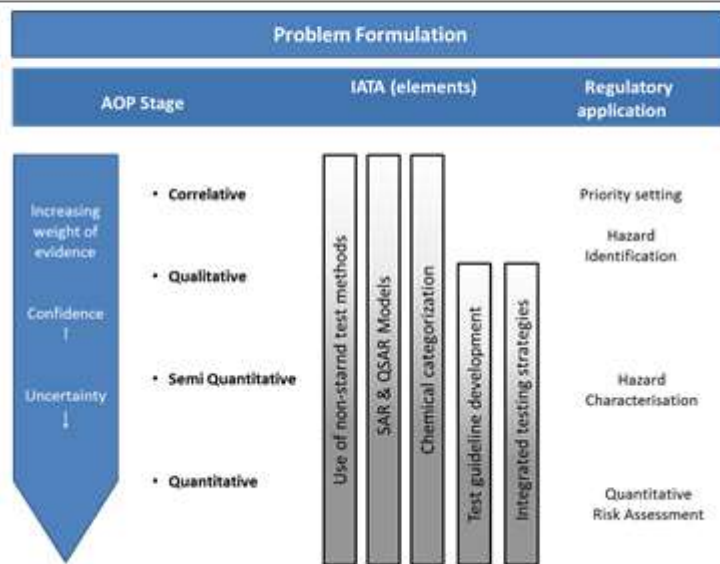 Problem Formulation
AOP Stage
IATA (elements)
Regulatory
application
Increasing
weight of
evidence
Confidence
↑
Uncertainty
↓
• Correlative
• Qualitative
• Semi Quantitative
• Quantitative
Use of non-starnd test methods
SAR & QSAR Models
Chemical categorization
Test guideline development
Integrated testing strategies
Priority setting
Hazard
Identification
Hazard
Characterisation
Quantitative
Risk Assessment